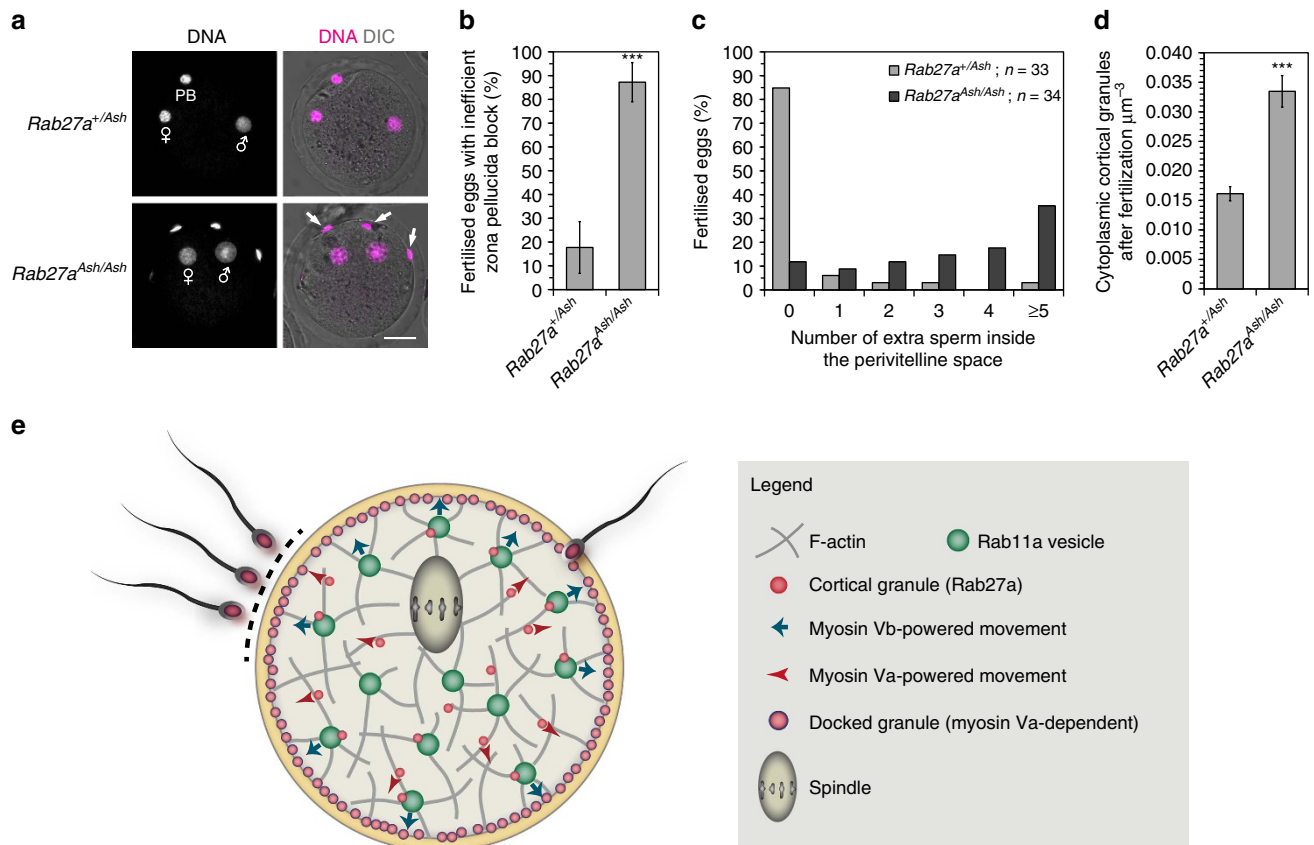 a
DNA
DNA DIC
Rab27a+/Ash
PB
♀
♂
Rab27aAsh/Ash
♀
♂
b
Fertilised eggs with inefficient
zona pellucida block (%)
100
90
80
70
60
50
40
30
20
10
0
***
Rab27a+/Ash
Rab27aAsh/Ash
c
Fertilised eggs (%)
100
90
80
70
60
50
40
30
20
10
0
Rab27a+/Ash ; n = 33
Rab27aAsh/Ash ; n = 34
0 1 2 3 4 ≥5
Number of extra sperm inside
the perivitelline space
d
Cytoplasmic cortical granules
after fertilization μm−3
0.040
0.035
0.030
0.025
0.020
0.015
0.010
0.005
0.000
***
Rab27a+/Ash
Rab27aAsh/Ash
e
Legend
F-actin
Rab11a vesicle
Cortical granule (Rab27a)
Myosin Vb-powered movement
Myosin Va-powered movement
Docked granule (myosin Va-dependent)
Spindle